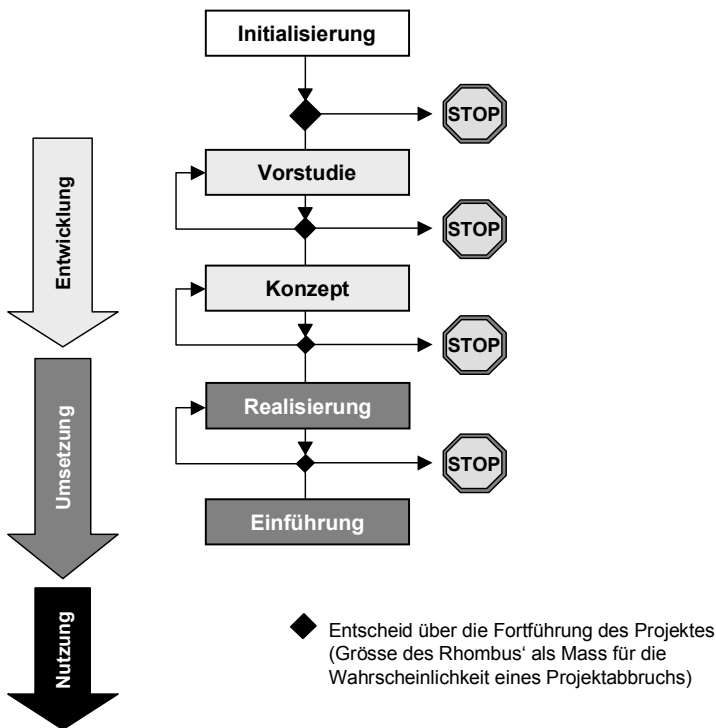 Initialisierung
STOP
Entwicklung
Vorstudie
STOP
Konzept
STOP
Umsetzung
Realisierung
STOP
Einführung
Nutzung
Entscheid über die Fortführung des Projektes
(Grösse des Rhombus‘ als Mass für die
Wahrscheinlichkeit eines Projektabbruchs)